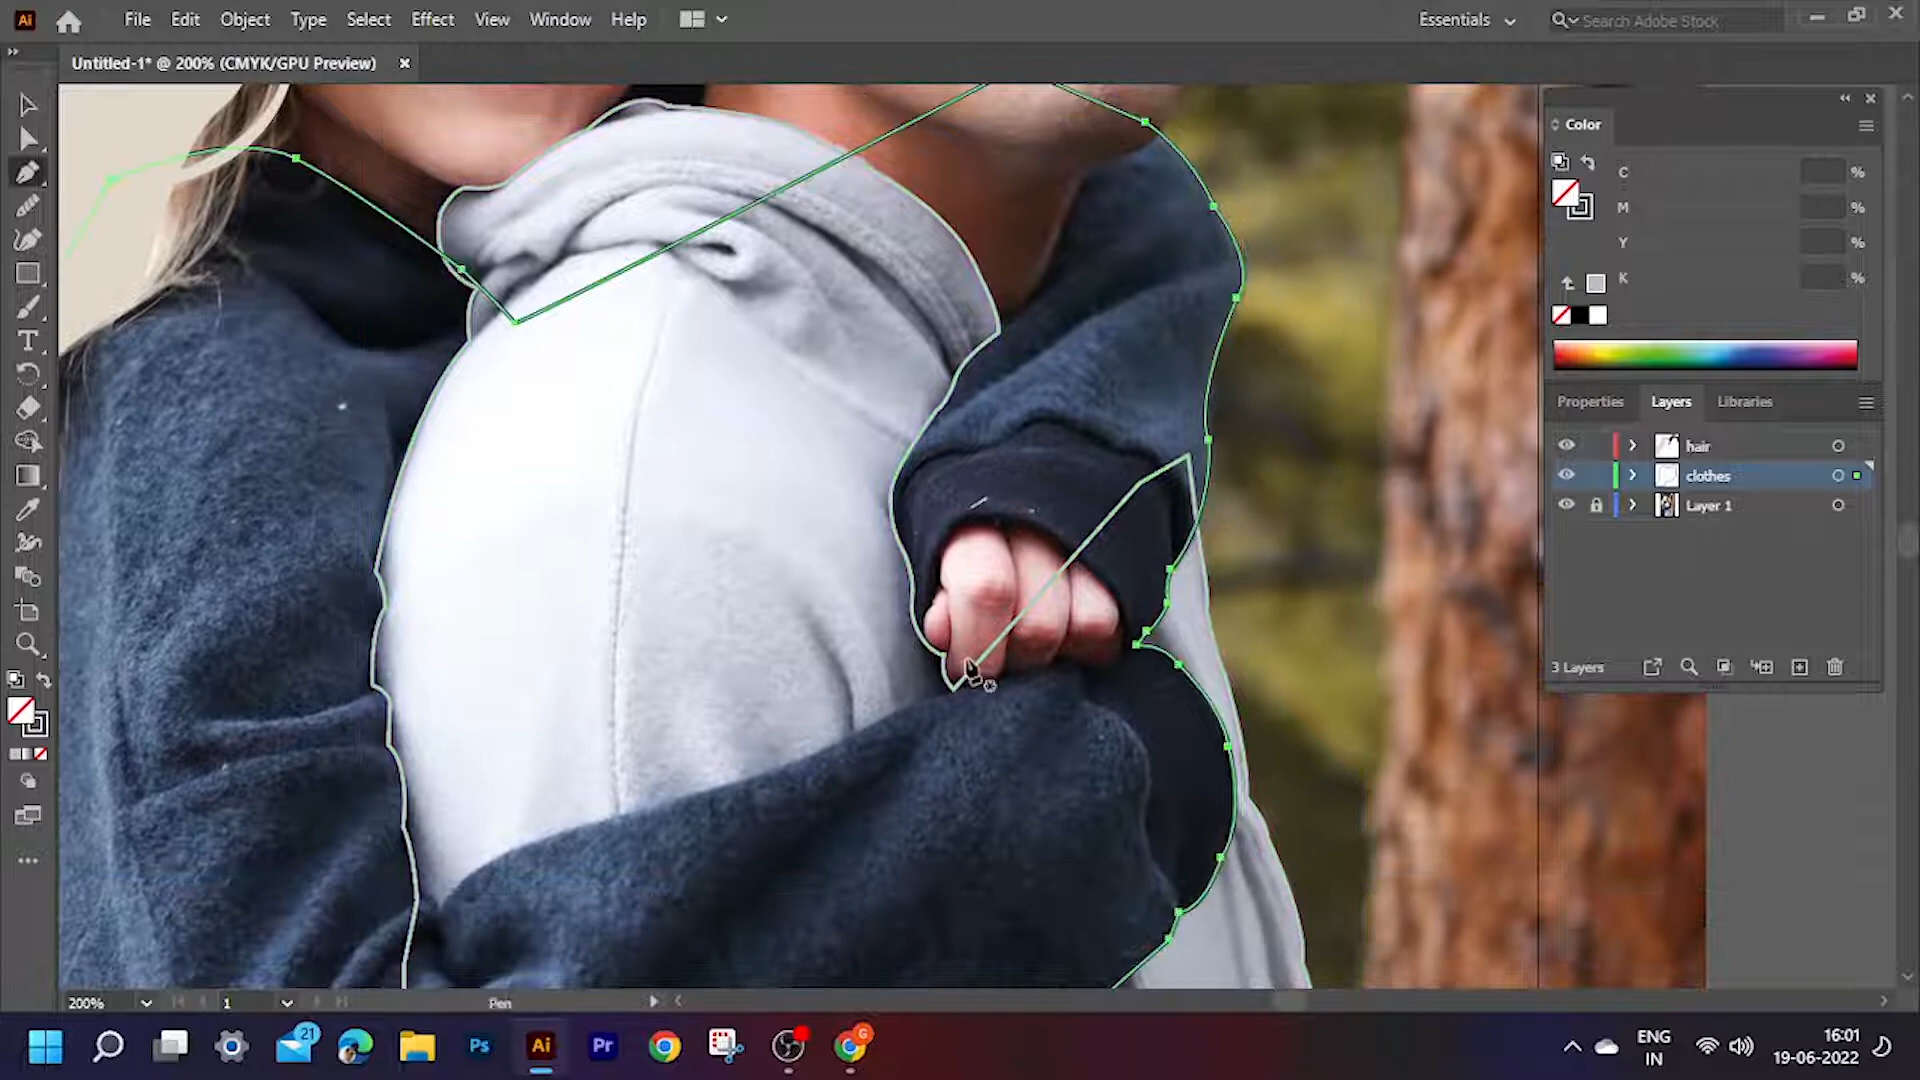 Ai File Edit Object Type Select Effect View Window Help Essentials Search Adobe Stock
Untitled-1* @ 200% (CMYK/GPU Preview)
Color
C %
M %
Y %
K %
Properties Layers Libraries
hair
clothes
Layer 1
3 Layers
200% 1 Pen
21 Ps Ai Pr G
ENG
IN
16:01
19-06-2022